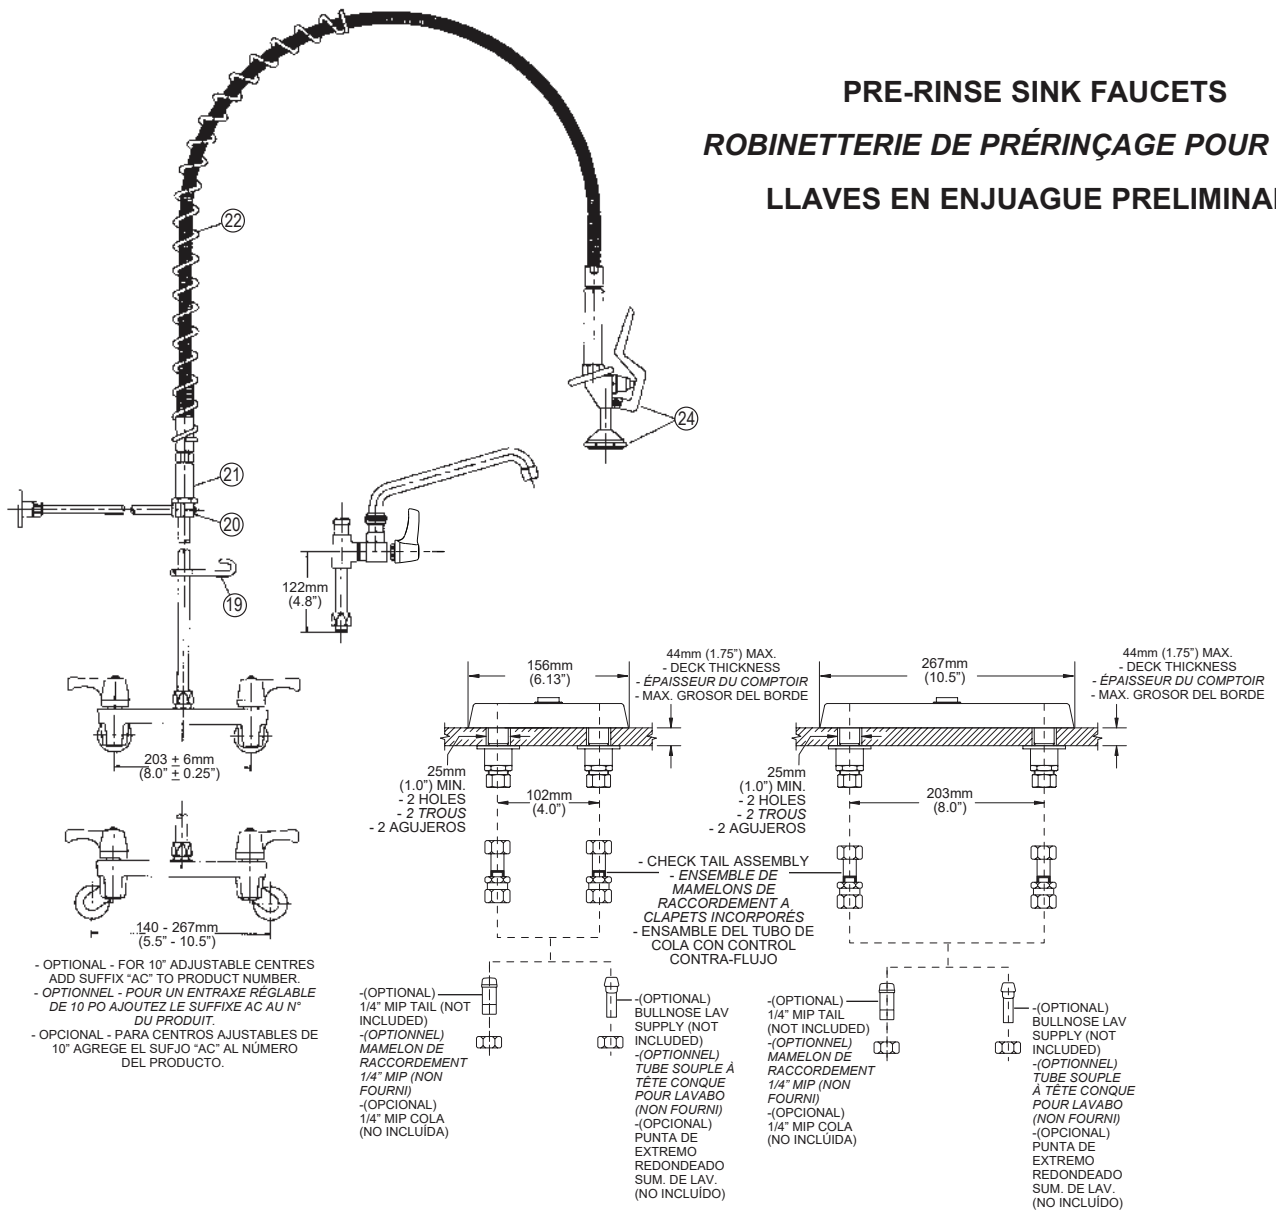 PRE-RINSE SINK FAUCETS
ROBINETTERIE DE PRÉRINÇAGE POUR
LLAVES EN ENJUAGUE PRELIMINA
22
24
21
20
19
122mm
(4.8")
203 ± 6mm
(8.0" ± 0.25")
140 - 267mm
(5.5" - 10.5")
- OPTIONAL - FOR 10" ADJUSTABLE CENTRES
ADD SUFFIX “AC” TO PRODUCT NUMBER.
- OPTIONNEL - POUR UN ENTRAXE RÉGLABLE
DE 10 PO AJOUTEZ LE SUFFIXE AC AU N°
DU PRODUIT.
- OPCIONAL - PARA CENTROS AJUSTABLES DE
10" AGREGE EL SUFJO “AC” AL NÚMERO
DEL PRODUCTO.
156mm
(6.13")
44mm (1.75") MAX.
- DECK THICKNESS
- ÉPAISSEUR DU COMPTOIR
- MAX. GROSOR DEL BORDE
25mm
(1.0") MIN.
- 2 HOLES
- 2 TROUS
- 2 AGUJEROS
102mm
(4.0")
267mm
(10.5")
44mm (1.75") MAX.
- DECK THICKNESS
- ÉPAISSEUR DU COMPTOIR
- MAX. GROSOR DEL BORDE
25mm
(1.0") MIN.
- 2 HOLES
- 2 TROUS
- 2 AGUJEROS
203mm
(8.0")
- CHECK TAIL ASSEMBLY
- ENSEMBLE DE
MAMELONS DE
RACCORDEMENT A
CLAPETS INCORPORÉS
- ENSAMBLE DEL TUBO DE
COLA CON CONTROL
CONTRA-FLUJO
-(OPTIONAL)
1/4" MIP TAIL (NOT
INCLUDED)
-(OPTIONNEL)
MAMELON DE
RACCORDEMENT
1/4" MIP (NON
FOURNI)
-(OPCIONAL)
1/4" MIP COLA
(NO INCLUÍDA)
-(OPTIONAL)
BULLNOSE LAV
SUPPLY (NOT
INCLUDED)
-(OPTIONNEL)
TUBE SOUPLE À
TÊTE CONQUE
POUR LAVABO
(NON FOURNI)
-(OPCIONAL)
PUNTA DE
EXTREMO
REDONDEADO
SUM. DE LAV.
(NO INCLUÍDO)
-(OPTIONAL)
1/4" MIP TAIL
(NOT INCLUDED)
-(OPTIONNEL)
MAMELON DE
RACCORDEMENT
1/4" MIP (NON
FOURNI)
-(OPCIONAL)
1/4" MIP COLA
(NO INCLÚIDA)
-(OPTIONAL)
BULLNOSE LAV
SUPPLY (NOT
INCLUDED)
-(OPTIONNEL)
TUBE SOUPLE
À TÊTE CONQUE
POUR LAVABO
(NON FOURNI)
-(OPCIONAL)
PUNTA DE
EXTREMO
REDONDEADO
SUM. DE LAV.
(NO INCLUÍDO)